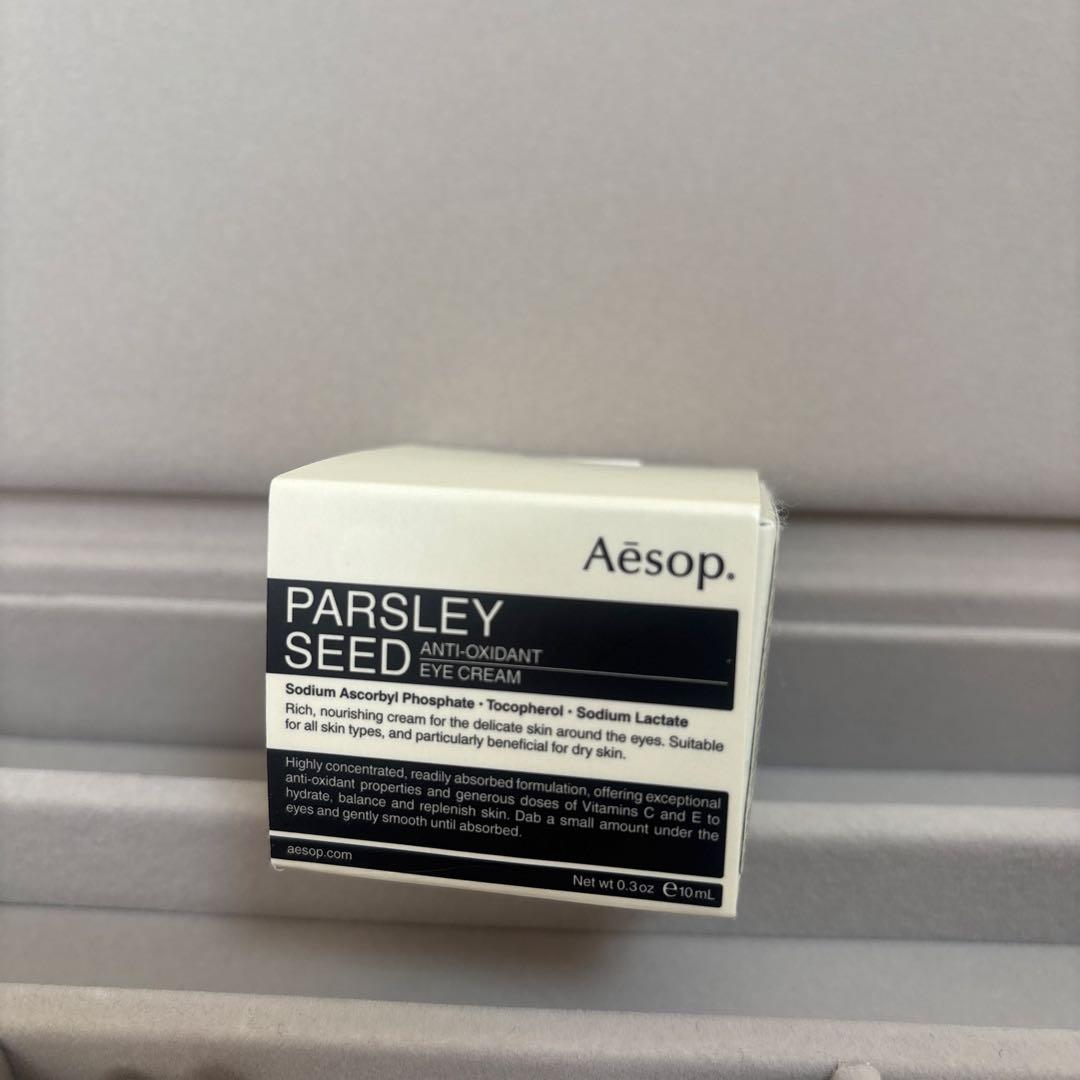 Aēsop.
PARSLEY
SEED ANTI-OXIDANT
EYE CREAM
Sodium Ascorbyl Phosphate · Tocopherol · Sodium Lactate
Rich, nourishing cream for the delicate skin around the eyes. Suitable
for all skin types, and particularly beneficial for dry skin.
Highly concentrated, readily absorbed formulation, offering exceptional
anti-oxidant properties and generous doses of Vitamins C and E to
hydrate, balance and replenish skin. Dab a small amount under the
eyes and gently smooth until absorbed.
aesop.com
Net wt 0.3 oz ℮10 mL